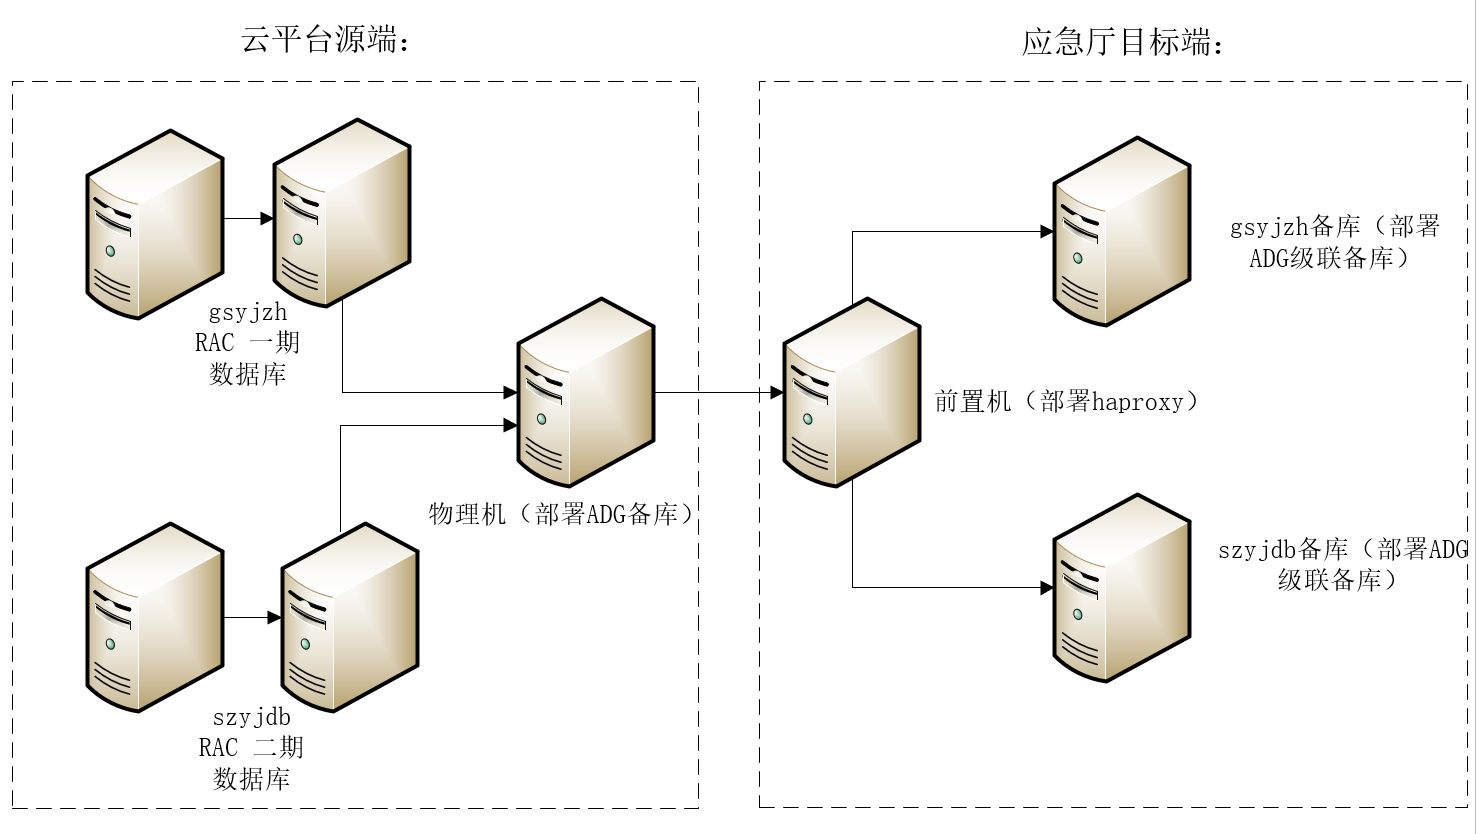 云平台源端：
应急厅目标端：
gsyjzh
RAC 一期
数据库
物理机（部署ADG备库）
szyjdb
RAC 二期
数据库
前置机（部署haproxy）
gsyjzh备库（部署
ADG级联备库）
szyjdb备库（部署ADG
级联备库）